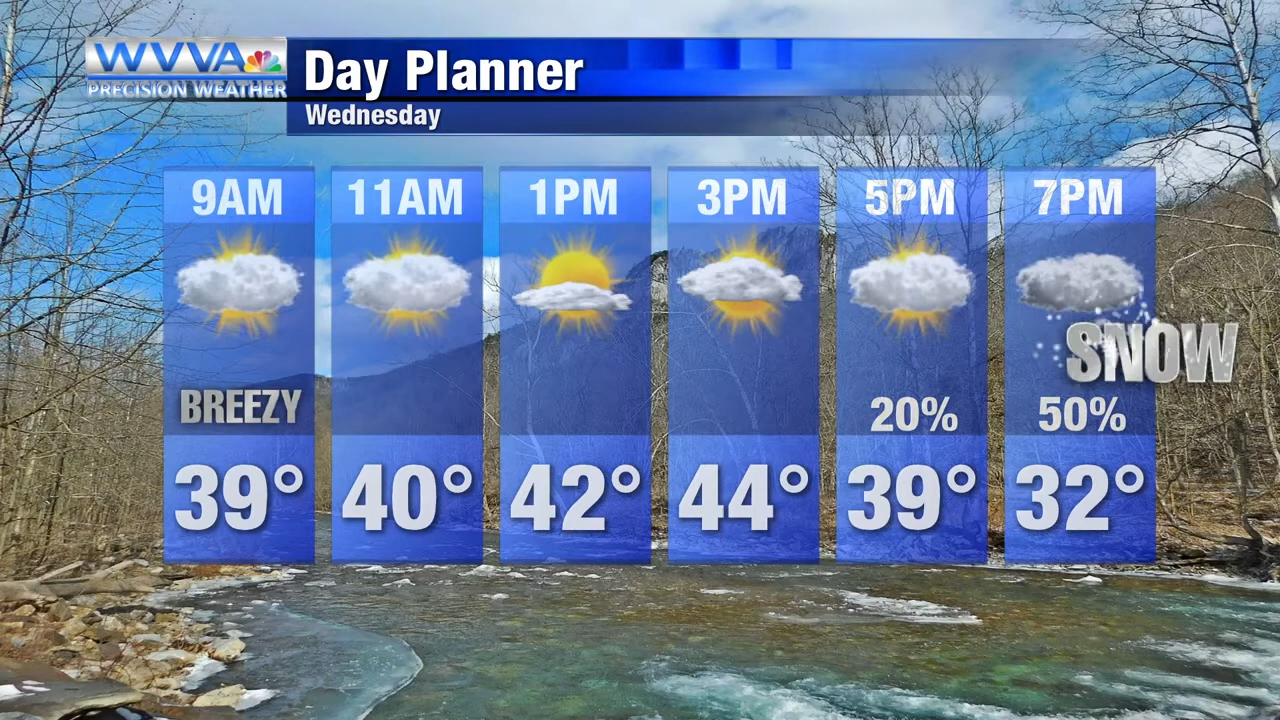 WVVA
PRECISION WEATHER
Day Planner
Wednesday
9AM 11AM 1PM 3PM 5PM 7PM
SNOW
BREEZY 20% 50%
39° 40° 42° 44° 39° 32°